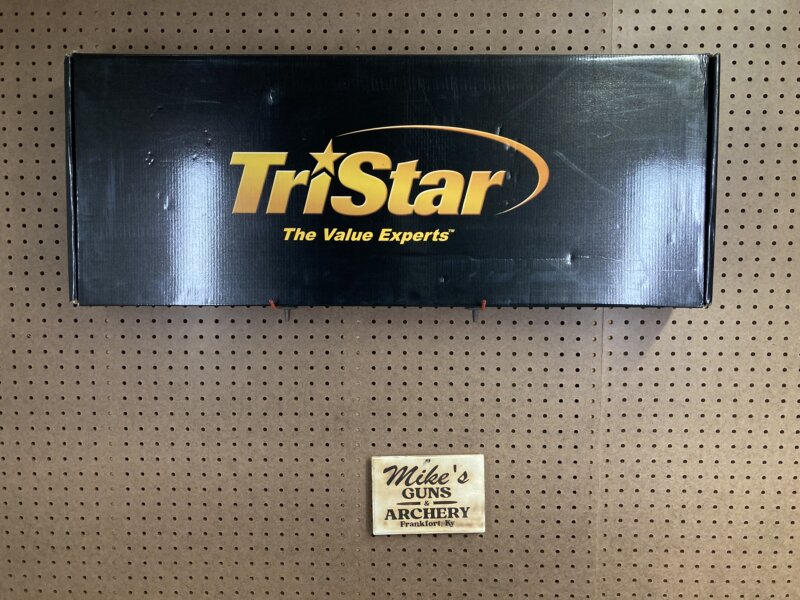 TriStar
The Value Experts™
Mike's
GUNS
&
ARCHERY
Frankfort, Ky